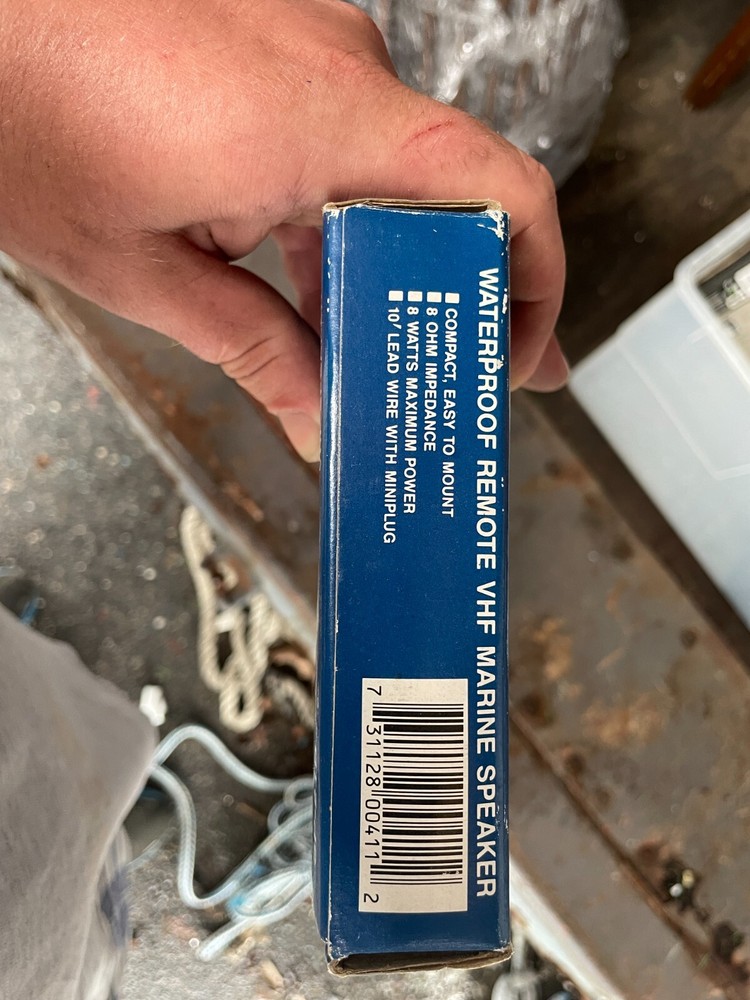 WATERPROOF REMOTE VHF MARINE SPEAKER
COMPACT, EASY TO MOUNT
8 OHM IMPEDANCE
8 WATTS MAXIMUM POWER
10' LEAD WIRE WITH MINIPLUG
7 31128 00411 2